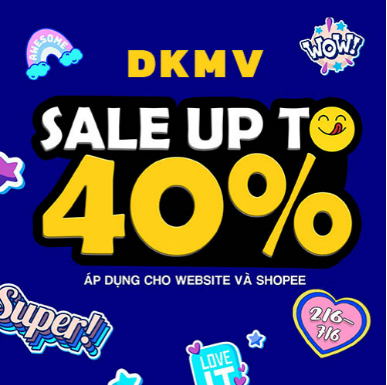 AWESOME
WOW!
DKMV
SALE UP TO
40%
ÁP DỤNG CHO WEBSITE VÀ SHOPEE
Super!
2/6–
7/6
LOVE
IT